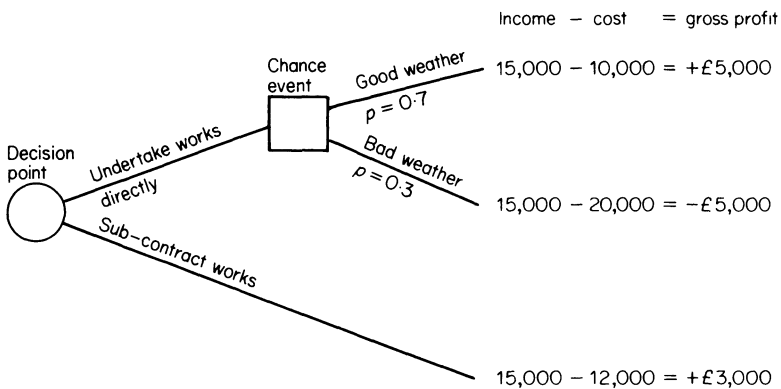 Income – cost = gross profit
Chance
event
Good weather
p = 0·7
15,000 – 10,000 = +£5,000
Decision
point
Undertake works
directly
Bad weather
p = 0·3
15,000 – 20,000 = –£5,000
Sub-contract works
15,000 – 12,000 = +£3,000